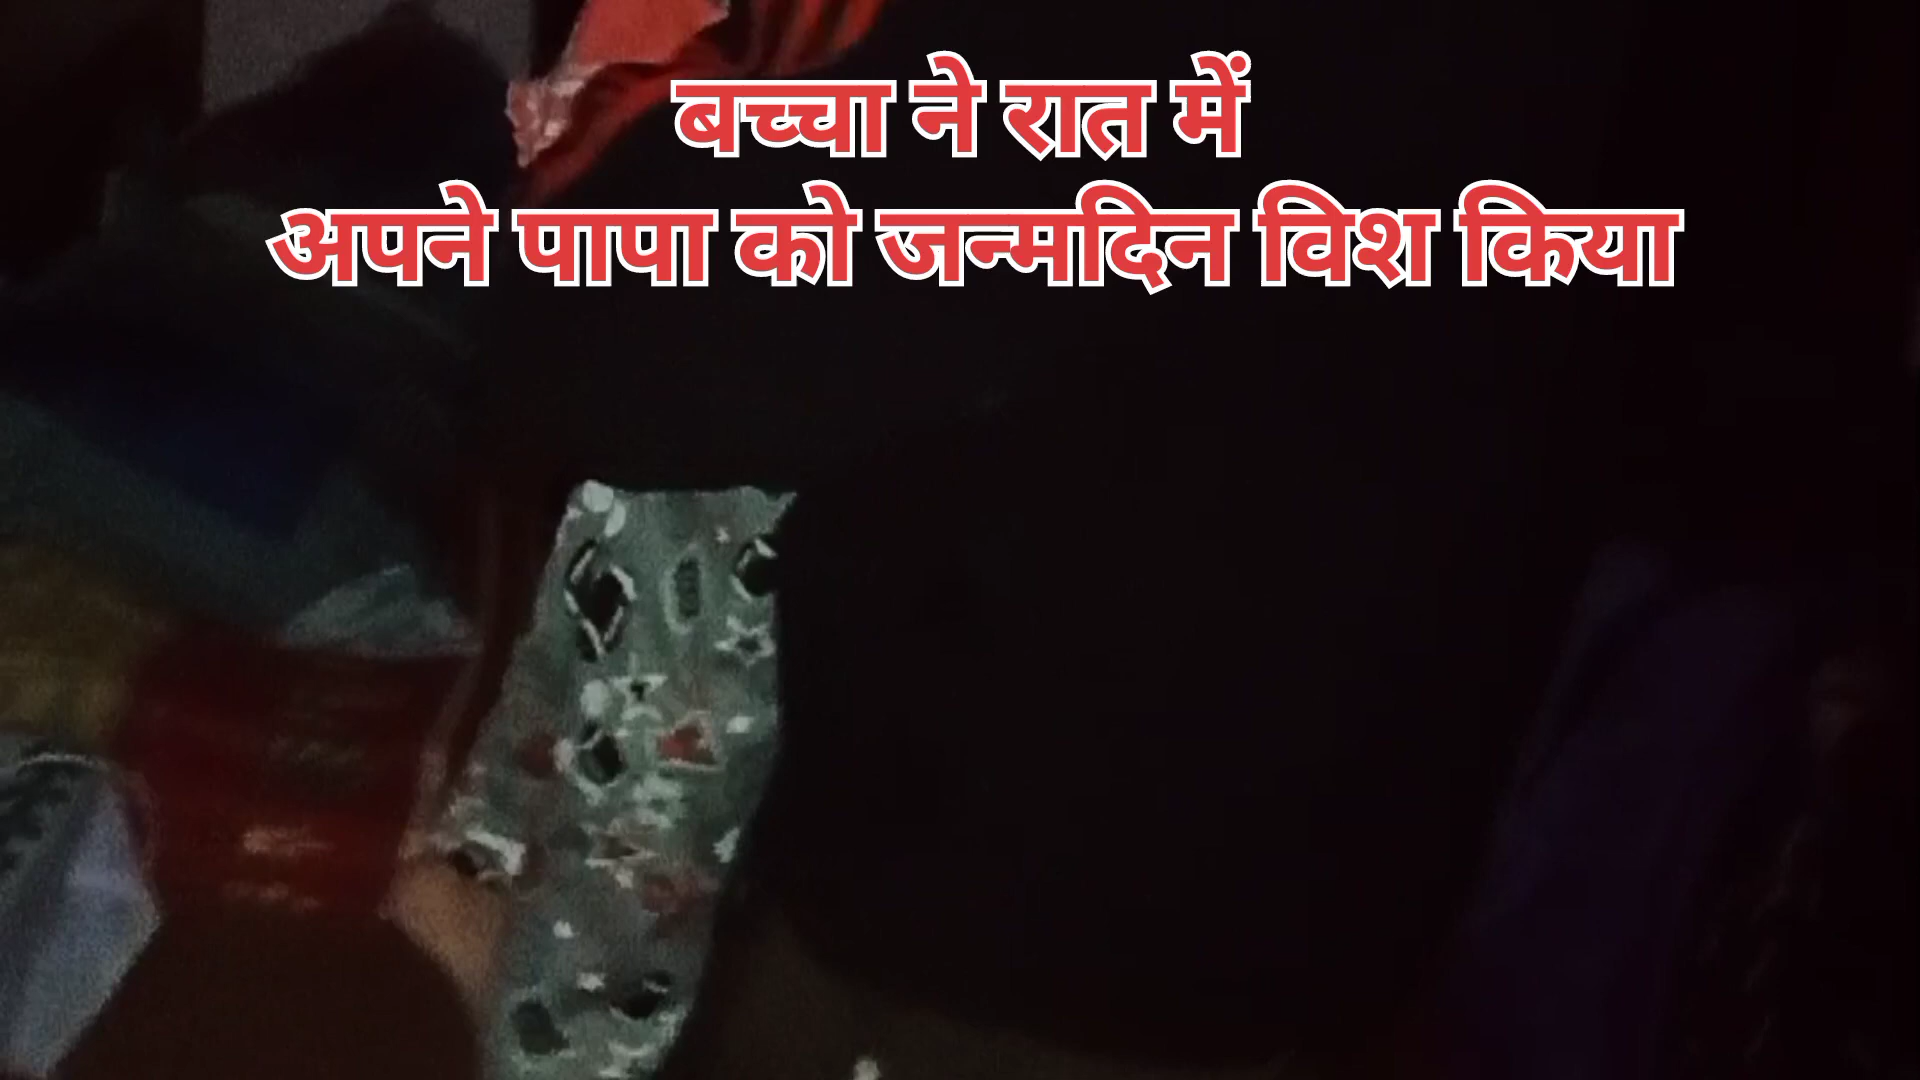 बच्चा ने रात में
अपने पापा को जन्मदिन विश किया